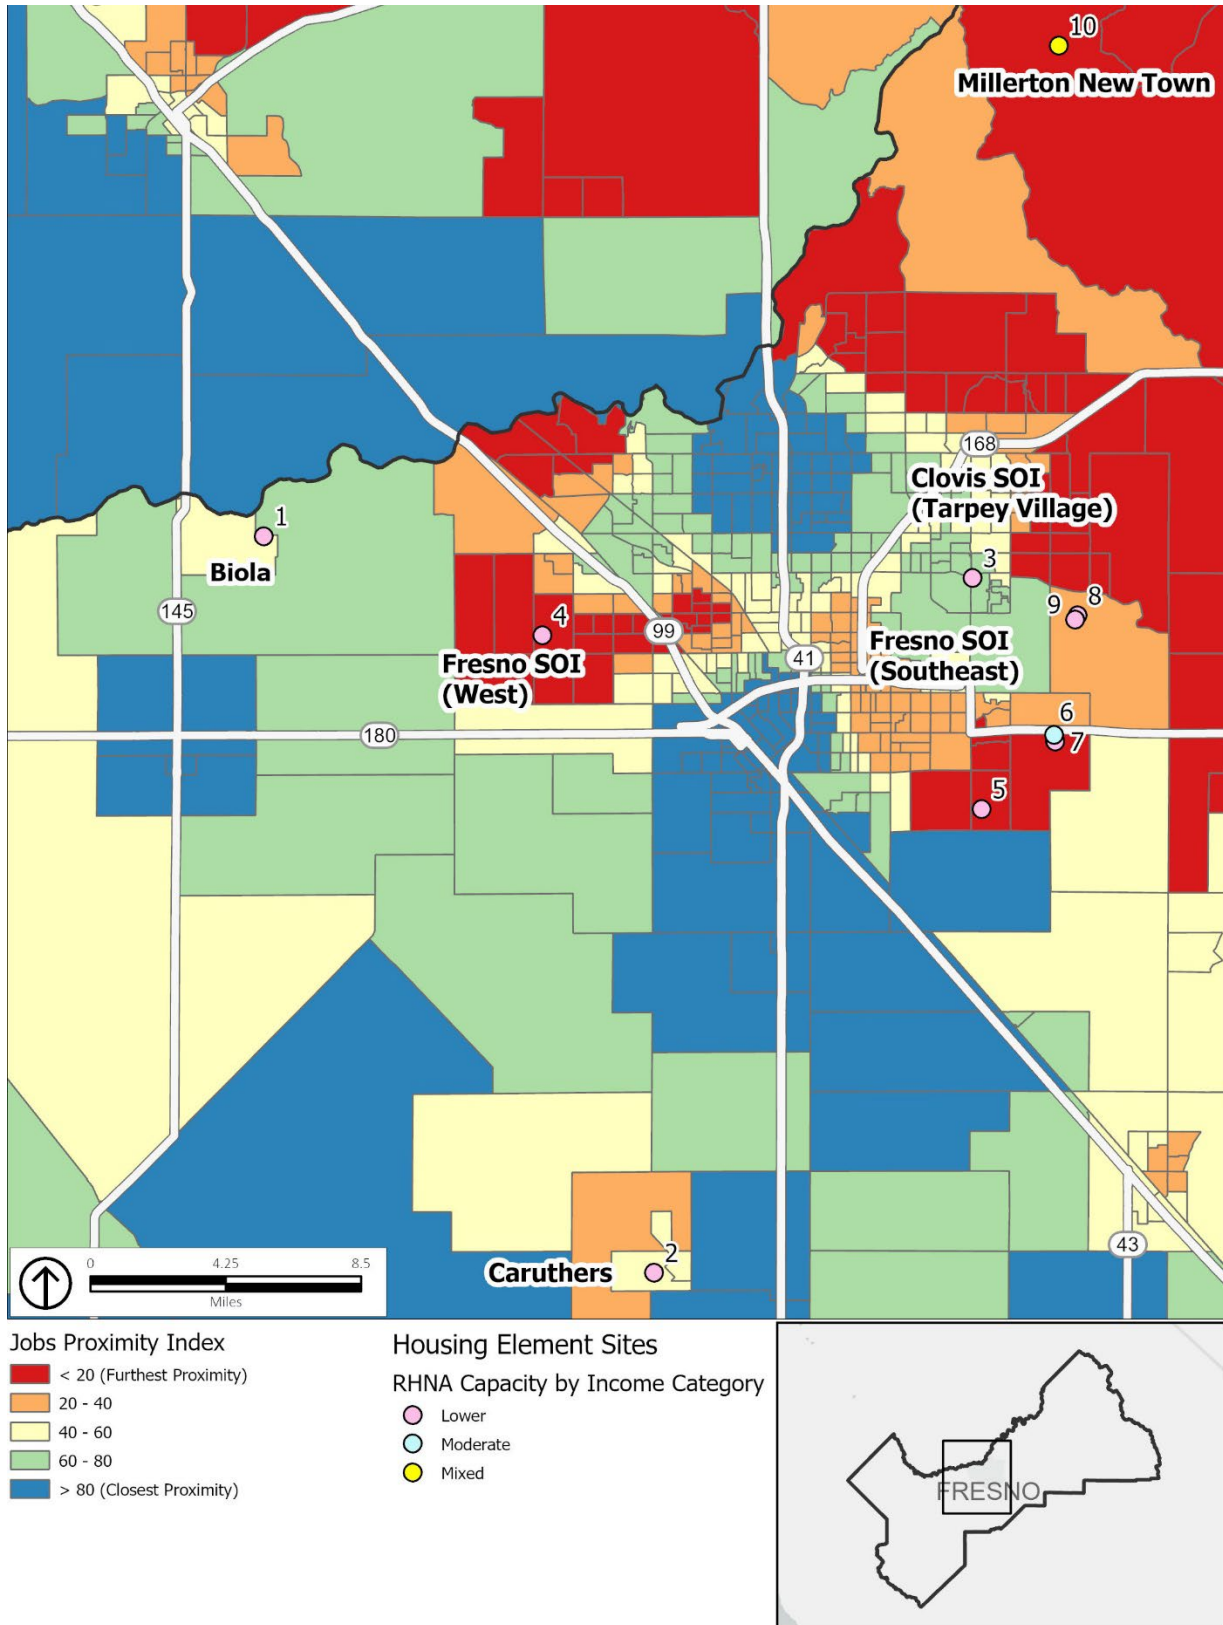 10
Millerton New Town
168
Clovis SOI
(Tarpey Village)
1
Biola
3
145
4
8
9
99
Fresno SOI
(West)
41
Fresno SOI
(Southeast)
180
6
7
5
2
Caruthers
43
0
4.25
8.5
Miles
Jobs Proximity Index
< 20 (Furthest Proximity)
20 - 40
40 - 60
60 - 80
> 80 (Closest Proximity)
Housing Element Sites
RHNA Capacity by Income Category
Lower
Moderate
Mixed
FRESNO